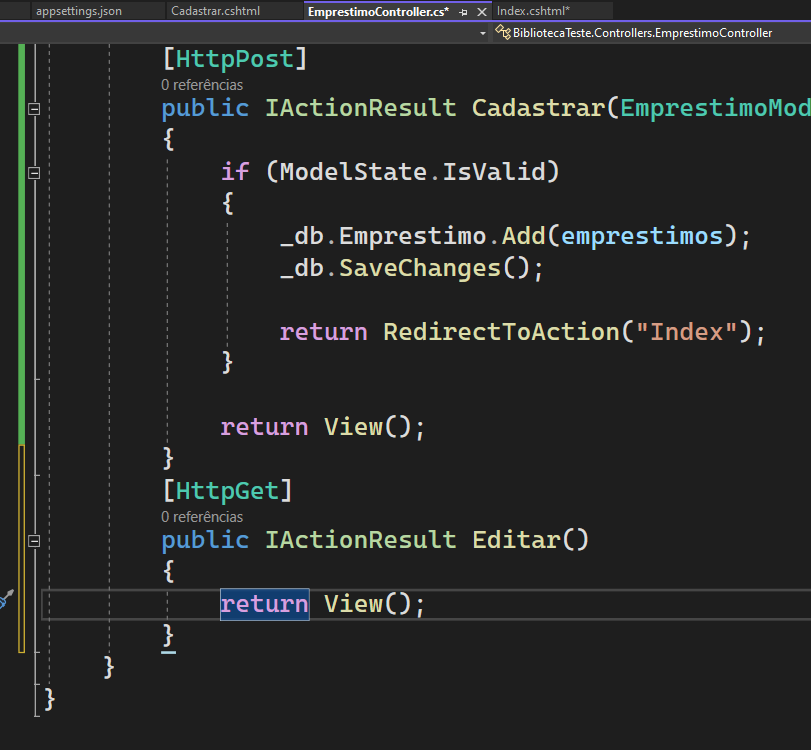 appsettings.json Cadastrar.cshtml EmprestimoController.cs* Index.cshtml*
BibliotecaTeste.Controllers.EmprestimoController
[HttpPost]
0 referências
public IActionResult Cadastrar(EmprestimoMod
{
if (ModelState.IsValid)
{
_db.Emprestimo.Add(emprestimos);
_db.SaveChanges();
return RedirectToAction("Index");
}
return View();
}
[HttpGet]
0 referências
public IActionResult Editar()
{
return View();
}
}
}